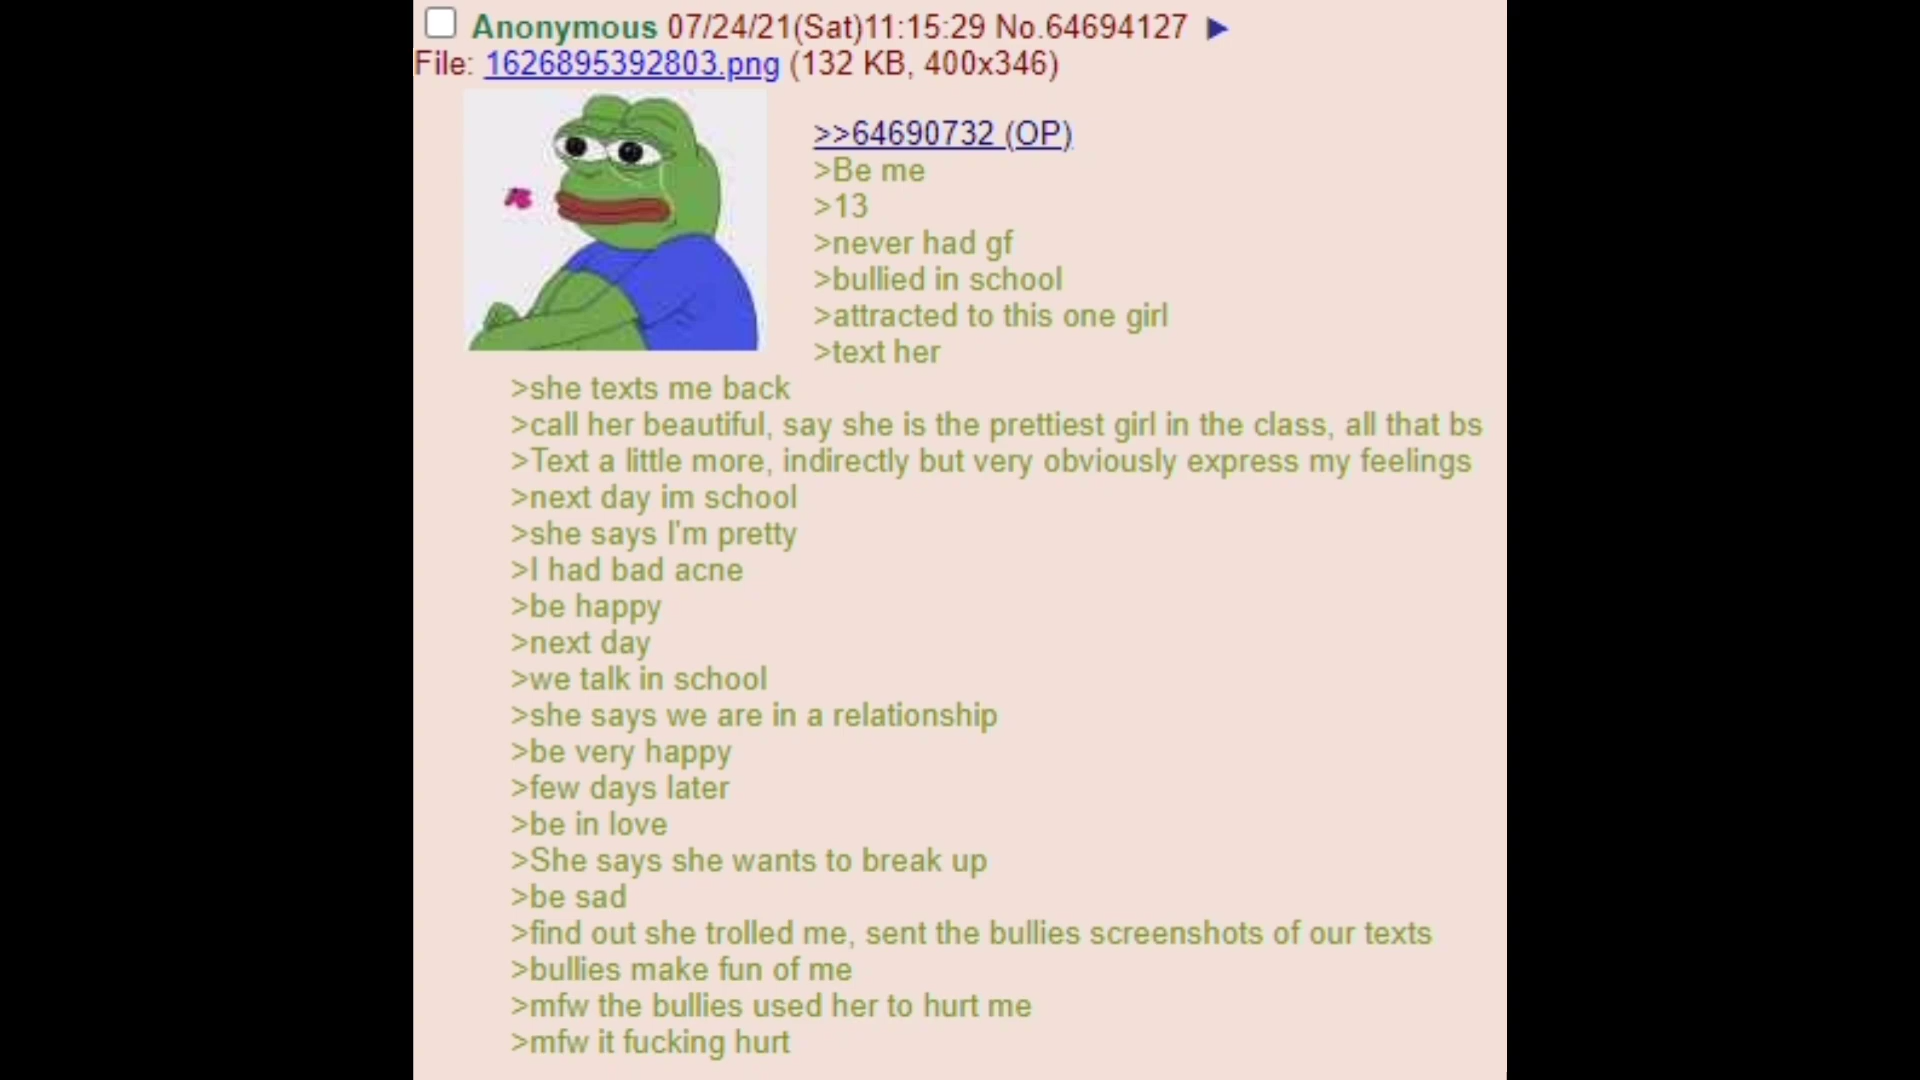 Anonymous 07/24/21(Sat)11:15:29 No.64694127 ▶
File: 1626895392803.png (132 KB, 400x346)
>>64690732 (OP)
>Be me
>13
>never had gf
>bullied in school
>attracted to this one girl
>text her
>she texts me back
>call her beautiful, say she is the prettiest girl in the class, all that bs
>Text a little more, indirectly but very obviously express my feelings
>next day im school
>she says I'm pretty
>I had bad acne
>be happy
>next day
>we talk in school
>she says we are in a relationship
>be very happy
>few days later
>be in love
>She says she wants to break up
>be sad
>find out she trolled me, sent the bullies screenshots of our texts
>bullies make fun of me
>mfw the bullies used her to hurt me
>mfw it fucking hurt